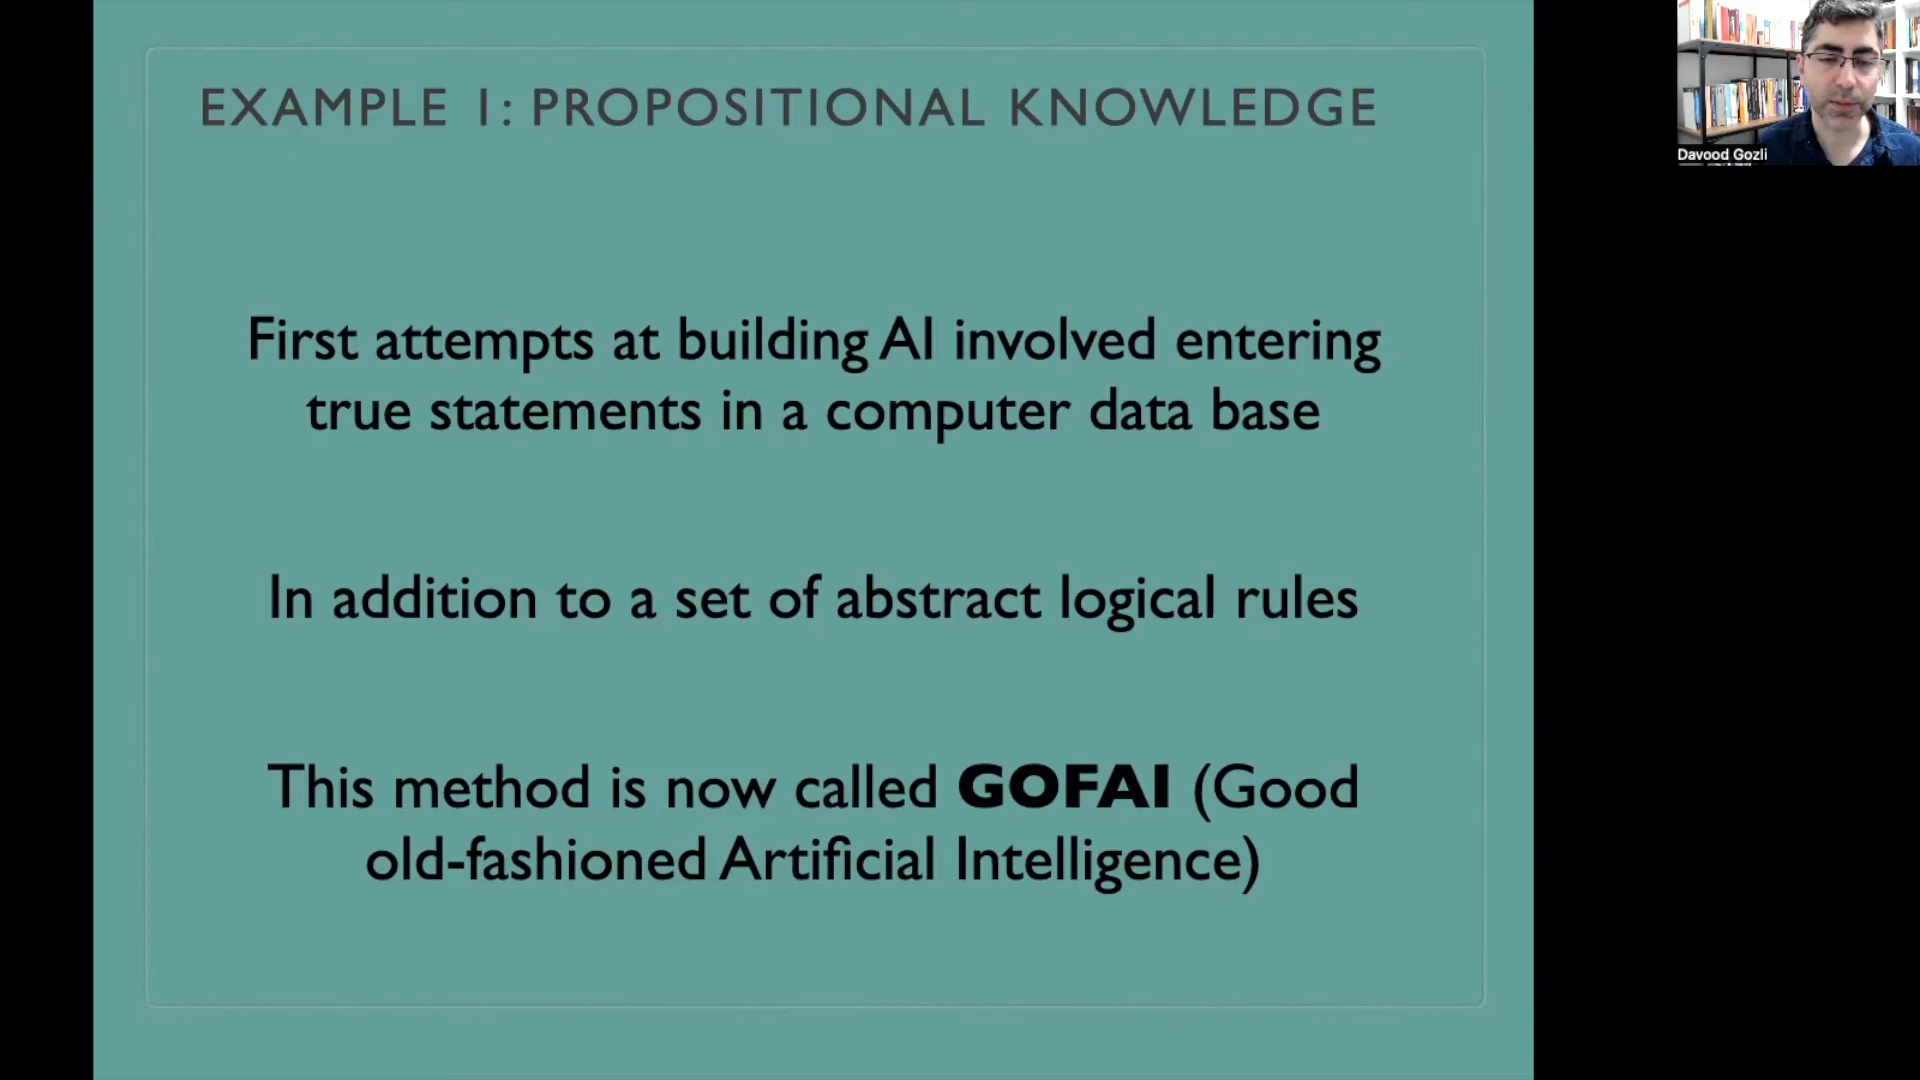 EXAMPLE 1: PROPOSITIONAL KNOWLEDGE
First attempts at building AI involved entering
true statements in a computer data base
In addition to a set of abstract logical rules
This method is now called GOFAI (Good
old-fashioned Artificial Intelligence)
Davood Gozli